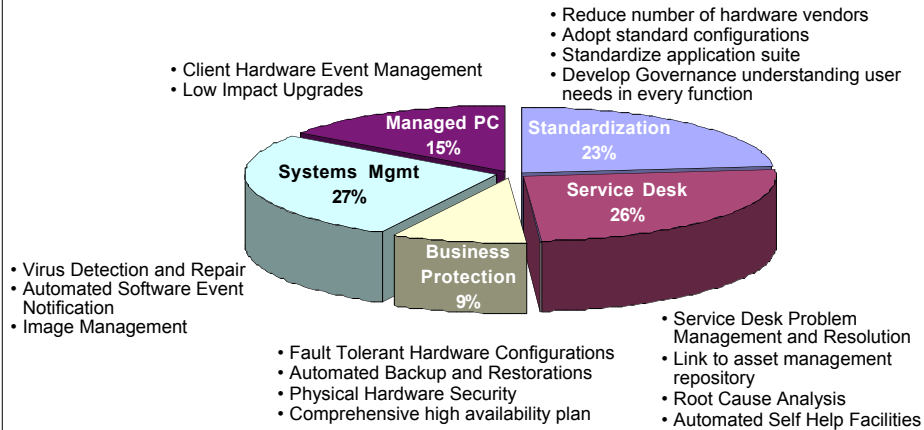 • Reduce number of hardware vendors
• Adopt standard configurations
• Standardize application suite
• Develop Governance understanding user
needs in every function
• Client Hardware Event Management
• Low Impact Upgrades
Managed PC
15%
Standardization
23%
Systems Mgmt
27%
Service Desk
26%
Business
Protection
9%
• Virus Detection and Repair
• Automated Software Event
Notification
• Image Management
• Fault Tolerant Hardware Configurations
• Automated Backup and Restorations
• Physical Hardware Security
• Comprehensive high availability plan
• Service Desk Problem
Management and Resolution
• Link to asset management
repository
• Root Cause Analysis
• Automated Self Help Facilities